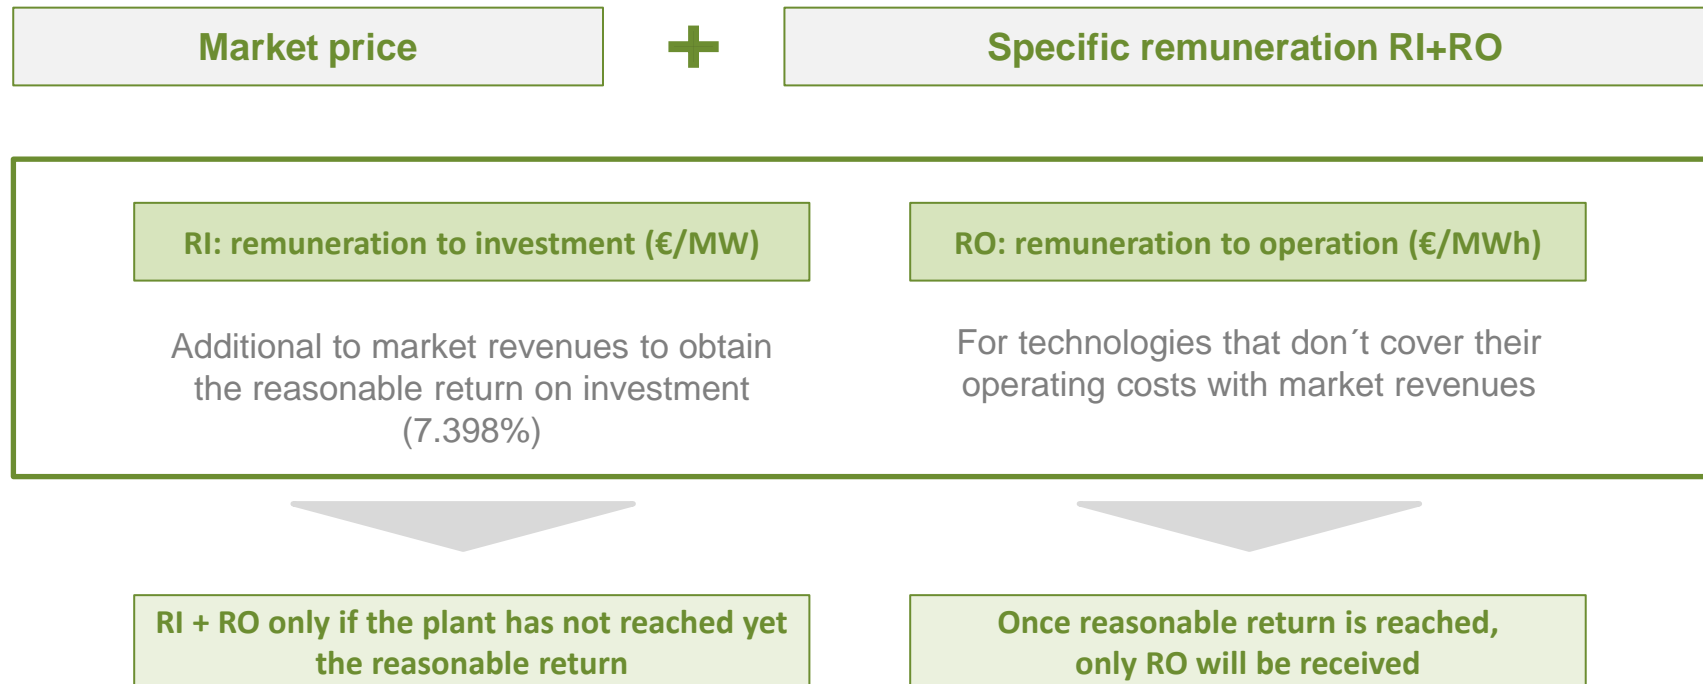 Market price
+
Specific remuneration RI+RO
RI: remuneration to investment (€/MW)
Additional to market revenues to obtain
the reasonable return on investment
(7.398%)
RO: remuneration to operation (€/MWh)
For technologies that don´t cover their
operating costs with market revenues
RI + RO only if the plant has not reached yet
the reasonable return
Once reasonable return is reached,
only RO will be received